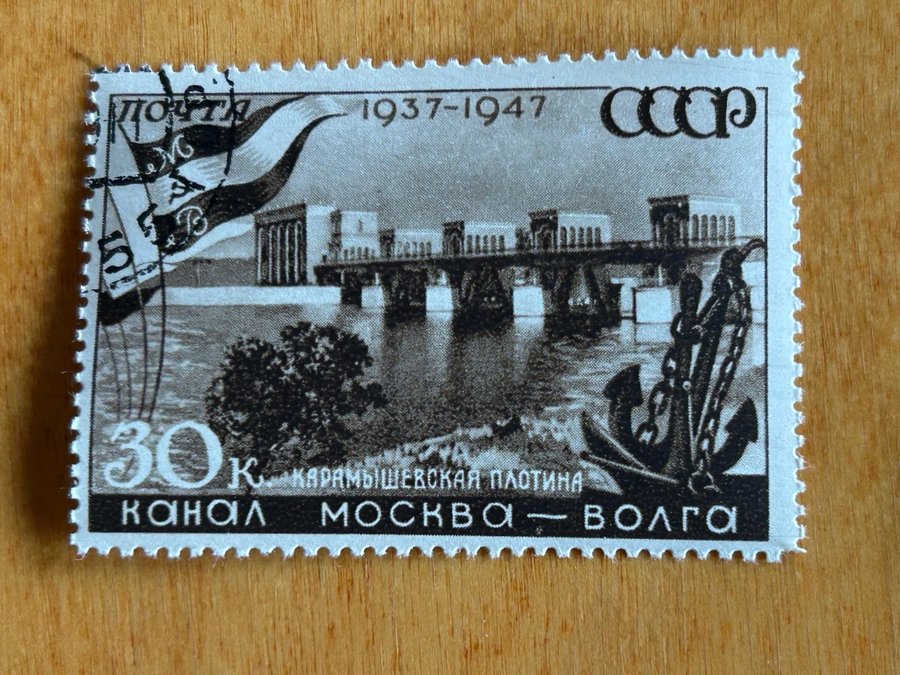 ПОЧТА 1937-1947 СССР
М
В
30 К. КАРАМЫШЕВСКАЯ ПЛОТИНА
КАНАЛ МОСКВА — ВОЛГА